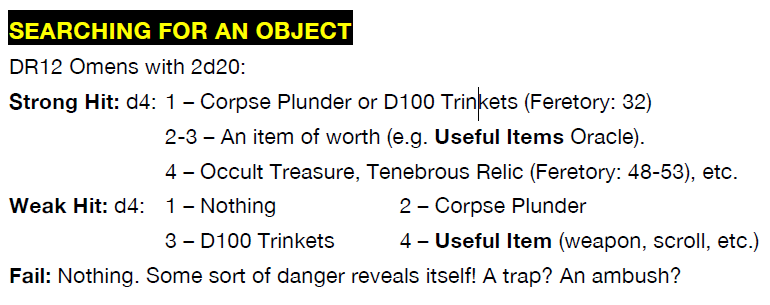 SEARCHING FOR AN OBJECT
DR12 Omens with 2d20:
Strong Hit: d4: 1 – Corpse Plunder or D100 Trinkets (Feretory: 32)
2-3 – An item of worth (e.g. Useful Items Oracle).
4 – Occult Treasure, Tenebrous Relic (Feretory: 48-53), etc.
Weak Hit: d4: 1 – Nothing 2 – Corpse Plunder
3 – D100 Trinkets 4 – Useful Item (weapon, scroll, etc.)
Fail: Nothing. Some sort of danger reveals itself! A trap? An ambush?